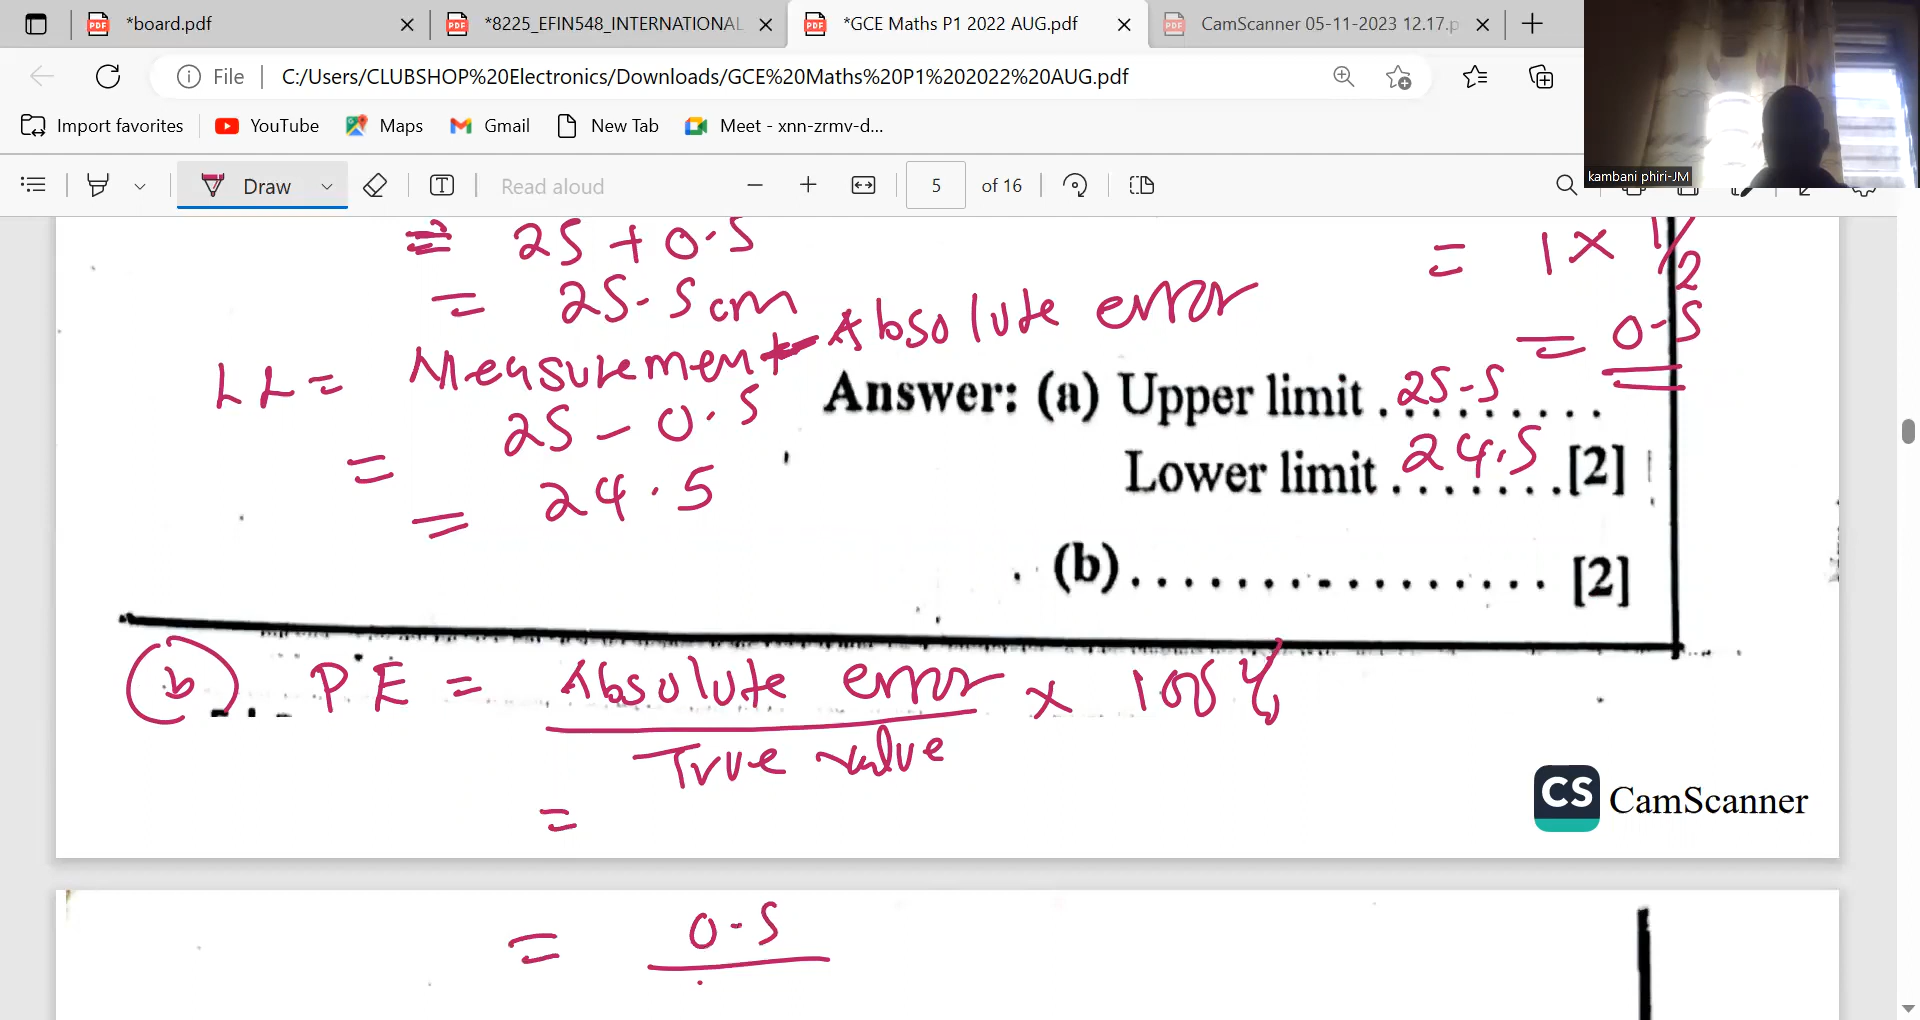 *board.pdf
*8225_EFIN548_INTERNATIONAL
*GCE Maths P1 2022 AUG.pdf
CamScanner 05-11-2023 12.17.p
File
C:/Users/CLUBSHOP%20Electronics/Downloads/GCE%20Maths%20P1%202022%20AUG.pdf
Import favorites
YouTube
Maps
Gmail
New Tab
Meet - xnn-zrmv-d...
kambani phiri-JM
Draw
Read aloud
5 of 16
= 25 + 0.5
= 1 x 1/2
= 25.5cm
= 0.5
LL = Measurement - Absolute error
= 25 - 0.5
= 24.5
Answer: (a) Upper limit 25.5
Lower limit 24.5 [2]
(b) ................ [2]
(b) PE = Absolute error x 100%
True value
=
CS CamScanner
= 0.5